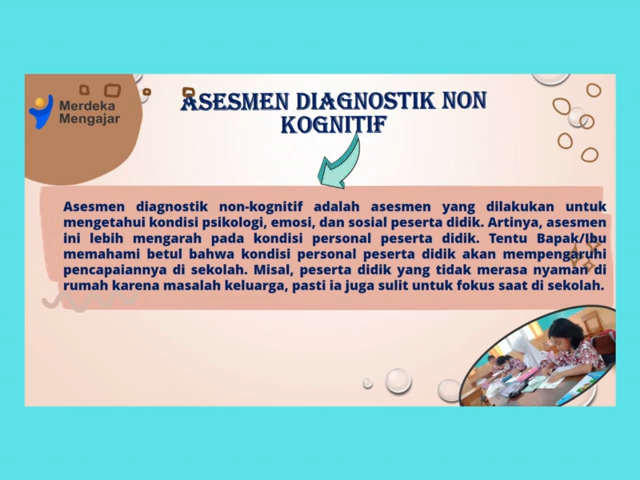 Merdeka
Mengajar
ASESMEN DIAGNOSTIK NON
KOGNITIF
Asesmen diagnostik non-kognitif adalah asesmen yang dilakukan untuk
mengetahui kondisi psikologi, emosi, dan sosial peserta didik. Artinya, asesmen
ini lebih mengarah pada kondisi personal peserta didik. Tentu Bapak/Ibu
memahami betul bahwa kondisi personal peserta didik akan mempengaruhi
pencapaiannya di sekolah. Misal, peserta didik yang tidak merasa nyaman di
rumah karena masalah keluarga, pasti ia juga sulit untuk fokus saat di sekolah.